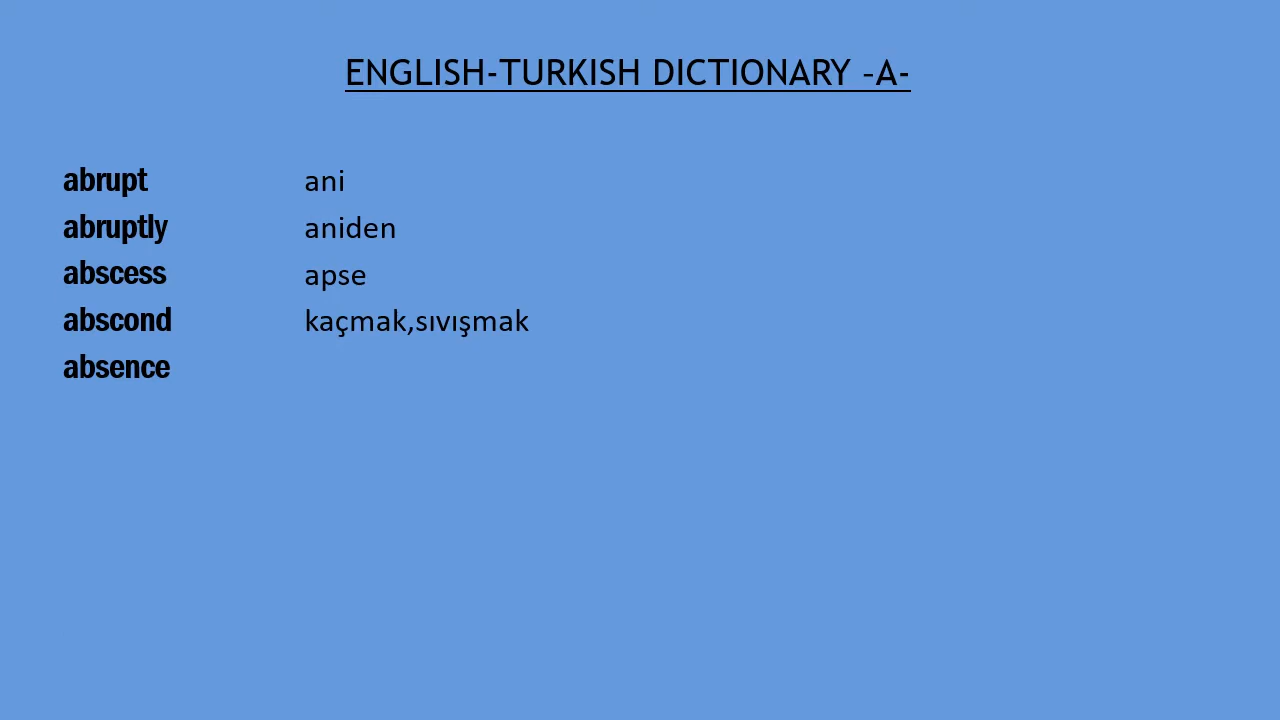 ENGLISH-TURKISH DICTIONARY –A-
abrupt ani
abruptly aniden
abscess apse
abscond kaçmak,sıvışmak
absence